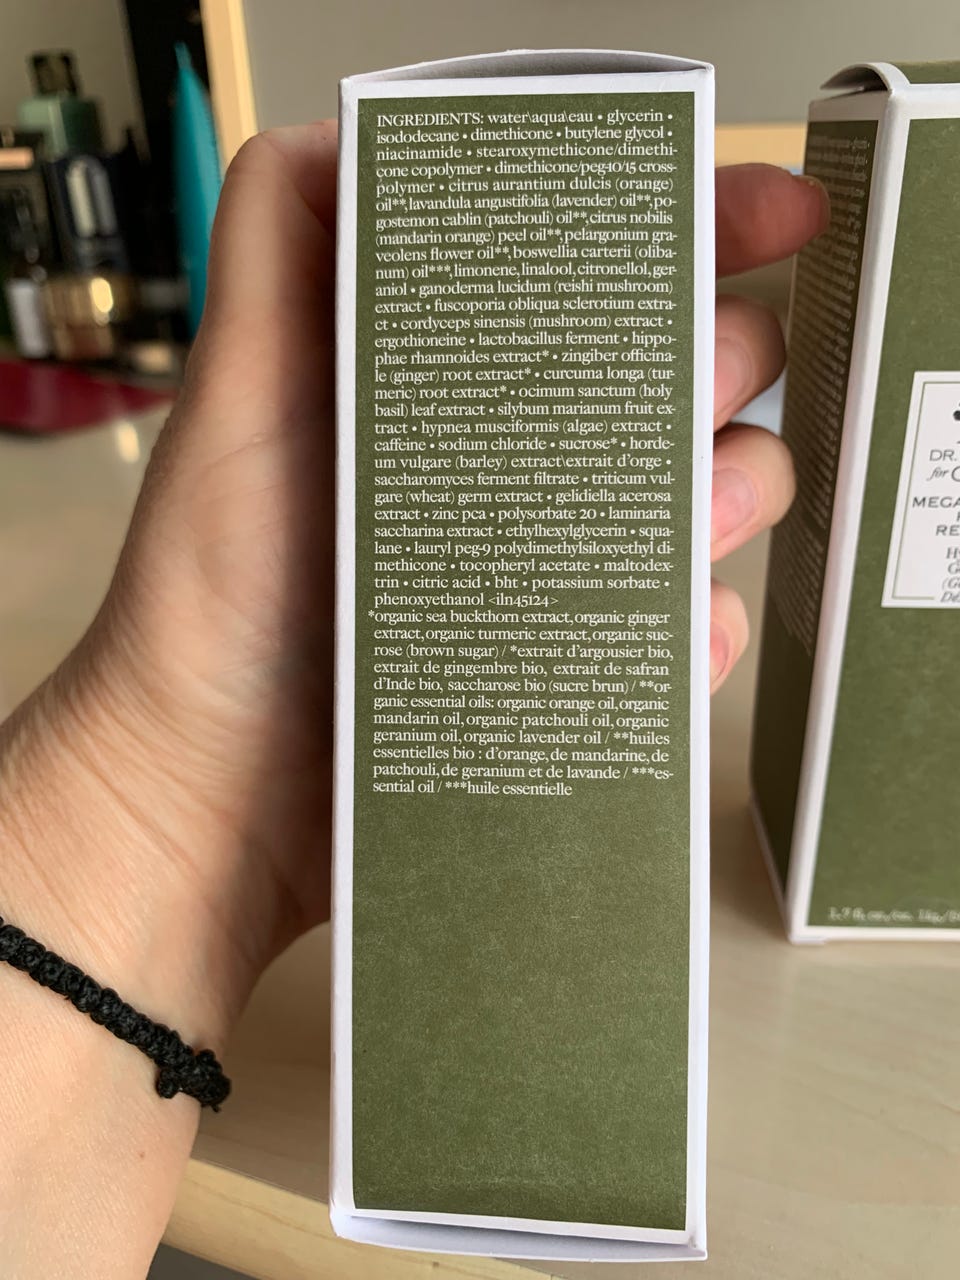 INGREDIENTS: water\aqua\eau • glycerin •
isododecane • dimethicone • butylene glycol •
niacinamide • stearoxymethicone/dimethi-
cone copolymer • dimethicone/peg-10/15 cross-
polymer • citrus aurantium dulcis (orange)
oil**, lavandula angustifolia (lavender) oil**, po-
gostemon cablin (patchouli) oil**, citrus nobilis
(mandarin orange) peel oil**, pelargonium gra-
veolens flower oil**, boswellia carterii (oliba-
num) oil***, limonene, linalool, citronellol, ger-
aniol • ganoderma lucidum (reishi mushroom)
extract • fuscoporia obliqua sclerotium extra-
ct • cordyceps sinensis (mushroom) extract •
ergothioneine • lactobacillus ferment • hippo-
phae rhamnoides extract* • zingiber officina-
le (ginger) root extract* • curcuma longa (tur-
meric) root extract* • ocimum sanctum (holy
basil) leaf extract • silybum marianum fruit ex-
tract • hypnea musciformis (algae) extract •
caffeine • sodium chloride • sucrose* • horde-
um vulgare (barley) extract\extrait d'orge •
saccharomyces ferment filtrate • triticum vul-
gare (wheat) germ extract • gelidiella acerosa
extract • zinc pca • polysorbate 20 • laminaria
saccharina extract • ethylhexylglycerin • squa-
lane • lauryl peg-9 polydimethylsiloxyethyl di-
methicone • tocopheryl acetate • maltodex-
trin • citric acid • bht • potassium sorbate •
phenoxyethanol <iln45124>
*organic sea buckthorn extract, organic ginger
extract, organic turmeric extract, organic suc-
rose (brown sugar) / *extrait d'argousier bio,
extrait de gingembre bio, extrait de safran
d'Inde bio, saccharose bio (sucre brun) / **or-
ganic essential oils: organic orange oil, organic
mandarin oil, organic patchouli oil, organic
geranium oil, organic lavender oil / **huiles
essentielles bio : d'orange, de mandarine, de
patchouli, de geranium et de lavande / ***es-
sential oil / ***huile essentielle
DR.
for
MEGA
RE
1.7 fl.oz./oz.